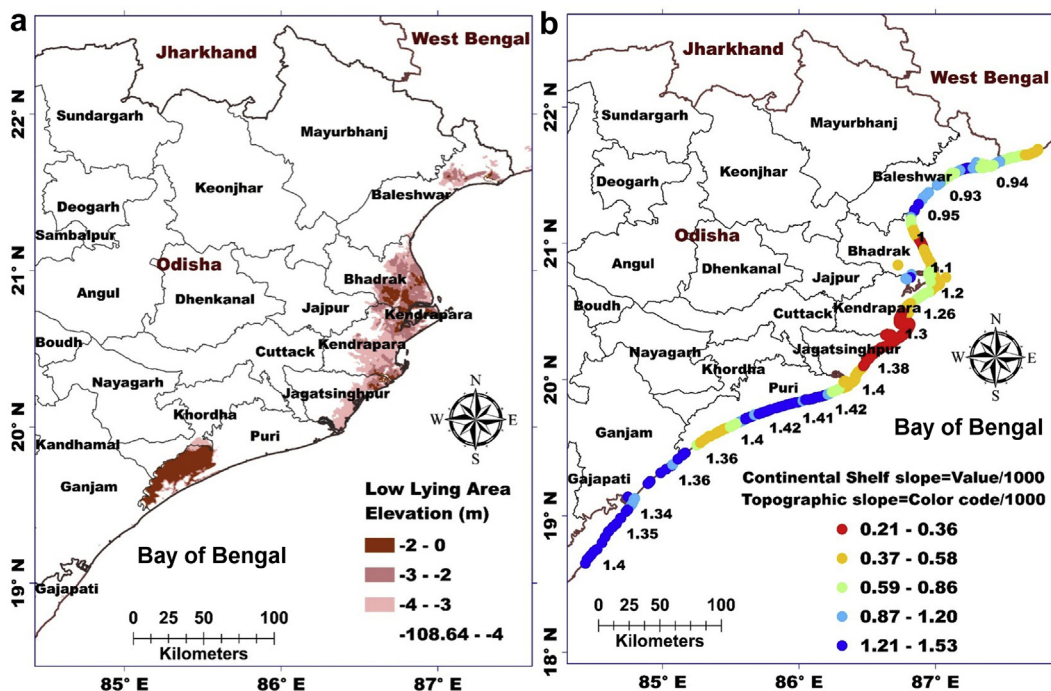 a
Jharkhand
West Bengal
22° N
Sundargarh
Mayurbhanj
Keonjhar
Baleshwar
Deogarh
Sambalpur
21° N
Odisha
Angul
Dhenkanal
Bhadrak
Jajpur
Kendrapara
Boudh
Cuttack
Kendrapara
Nayagarh
Jagatsinghpur
Khordha
N
W
E
S
20° N
Kandhamal
Puri
Ganjam
Low Lying Area
Elevation (m)
Bay of Bengal
-2 - 0
-3 - -2
-4 - -3
-108.64 - -4
Gajapati
19° N
0 25 50 100
Kilometers
85° E
86° E
87° E
b
Jharkhand
West Bengal
22° N
Sundargarh
Mayurbhanj
Keonjhar
Baleshwar
0.94
0.93
Deogarh
0.95
21° N
Odisha
1
Bhadrak
Angul
Dhenkanal
Jajpur
1.1
1.2
Boudh
Cuttack
Kendrapara
1.26
1.3
Nayagarh
Jagatsinghpur
1.38
Khordha
N
W
E
S
20° N
Puri
1.4
1.42
1.41
1.42
1.4
Ganjam
1.36
Bay of Bengal
1.36
Gajapati
Continental Shelf slope=Value/1000
Topographic slope=Color code/1000
1.34
1.35
1.4
0.21 - 0.36
0.37 - 0.58
0.59 - 0.86
0.87 - 1.20
1.21 - 1.53
19° N
18° N
0 25 50 100
Kilometers
85° E
86° E
87° E